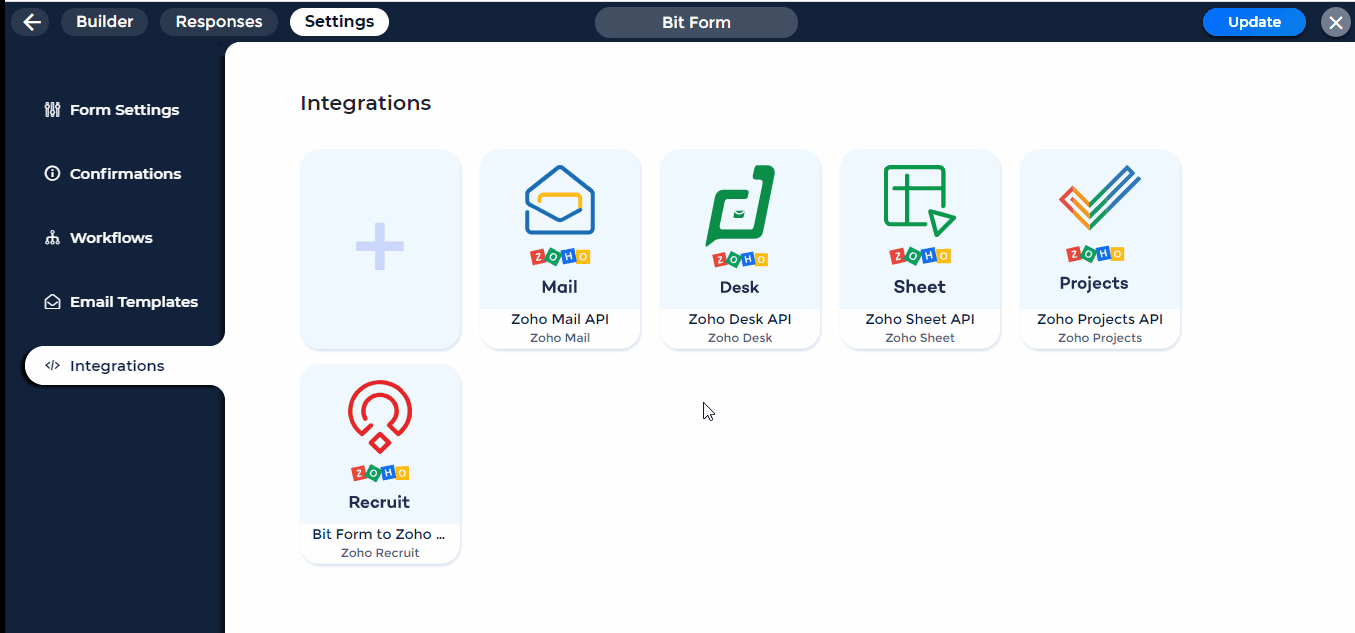 Builder
Responses
Settings
Bit Form
Update
Form Settings
Confirmations
Workflows
Email Templates
Integrations
Integrations
ZOHO
Mail
Zoho Mail API
Zoho Mail
ZOHO
Desk
Zoho Desk API
Zoho Desk
ZOHO
Sheet
Zoho Sheet API
Zoho Sheet
ZOHO
Projects
Zoho Projects API
Zoho Projects
ZOHO
Recruit
Bit Form to Zoho ...
Zoho Recruit